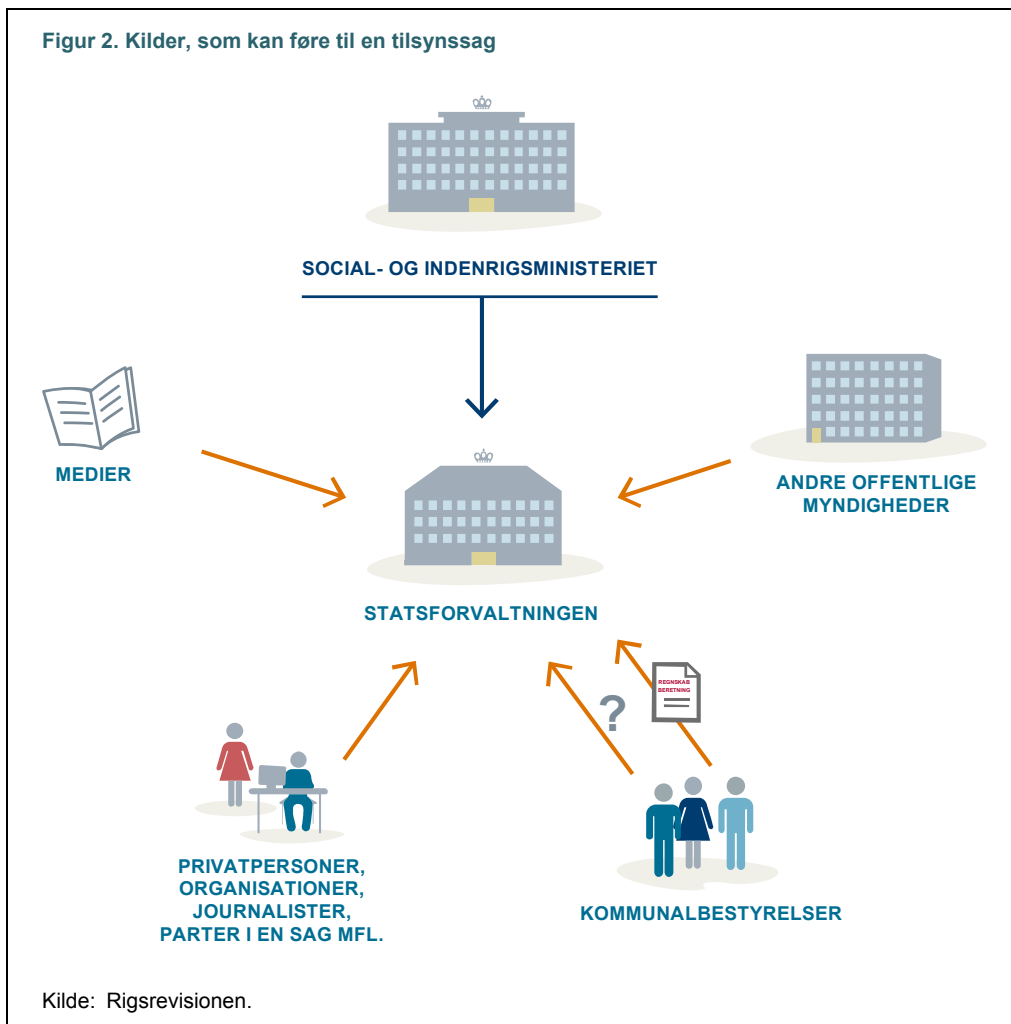 Figur 2. Kilder, som kan føre til en tilsynssag
SOCIAL- OG INDENRIGSMINISTERIET
MEDIER
ANDRE OFFENTLIGE
MYNDIGHEDER
STATSFORVALTNINGEN
?
REGNSKAB
BERETNING
PRIVATPERSONER,
ORGANISATIONER,
JOURNALISTER,
PARTER I EN SAG MFL.
KOMMUNALBESTYRELSER
Kilde: Rigsrevisionen.